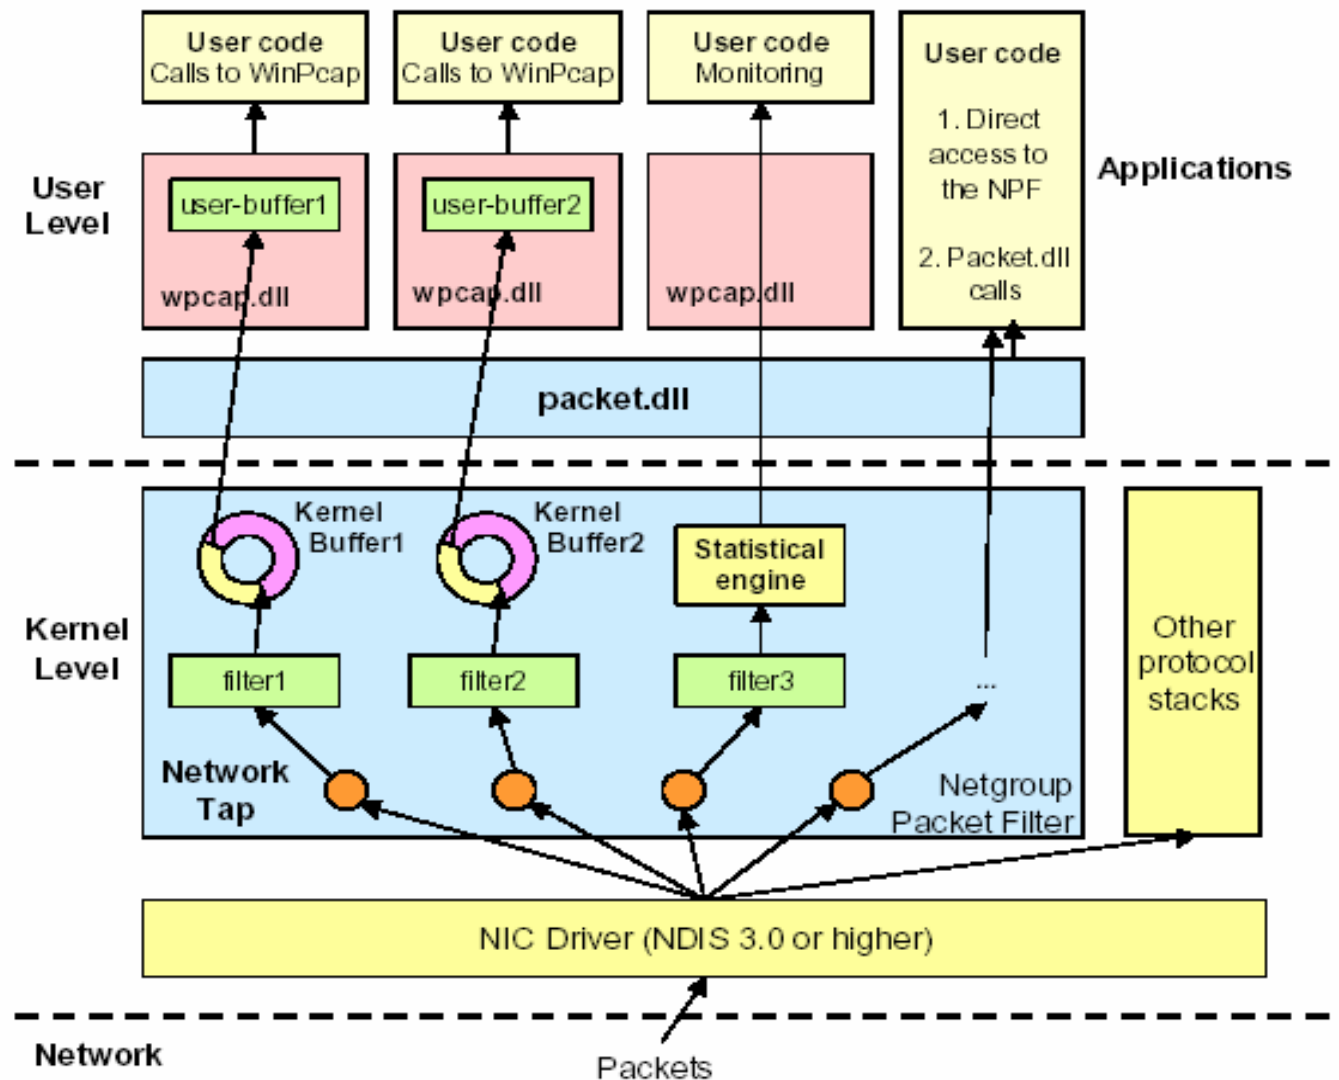 User code
Calls to WinPcap
User code
Calls to WinPcap
User code
Monitoring
User code
1. Direct
access to
the NPF
2. Packet.dll
calls
Applications
User
Level
user-buffer1
wpcap.dll
user-buffer2
wpcap.dll
wpcap.dll
packet.dll
Kernel
Level
Kernel
Buffer1
Kernel
Buffer2
Statistical
engine
filter1
filter2
filter3
...
Network
Tap
Netgroup
Packet Filter
Other
protocol
stacks
NIC Driver (NDIS 3.0 or higher)
Network
Packets